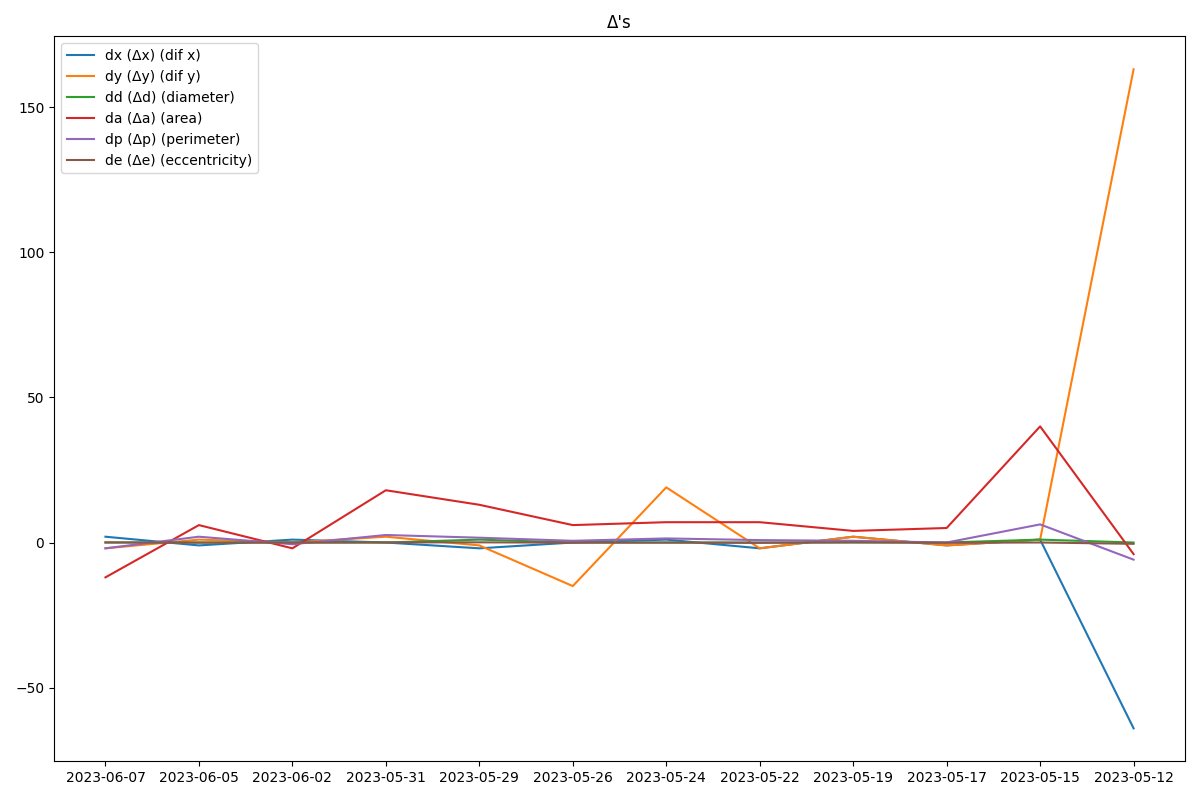 Δ's
dx (Δx) (dif x)
dy (Δy) (dif y)
dd (Δd) (diameter)
da (Δa) (area)
dp (Δp) (perimeter)
de (Δe) (eccentricity)
150
100
50
0
−50
2023-06-07 2023-06-05 2023-06-02 2023-05-31 2023-05-29 2023-05-26 2023-05-24 2023-05-22 2023-05-19 2023-05-17 2023-05-15 2023-05-12